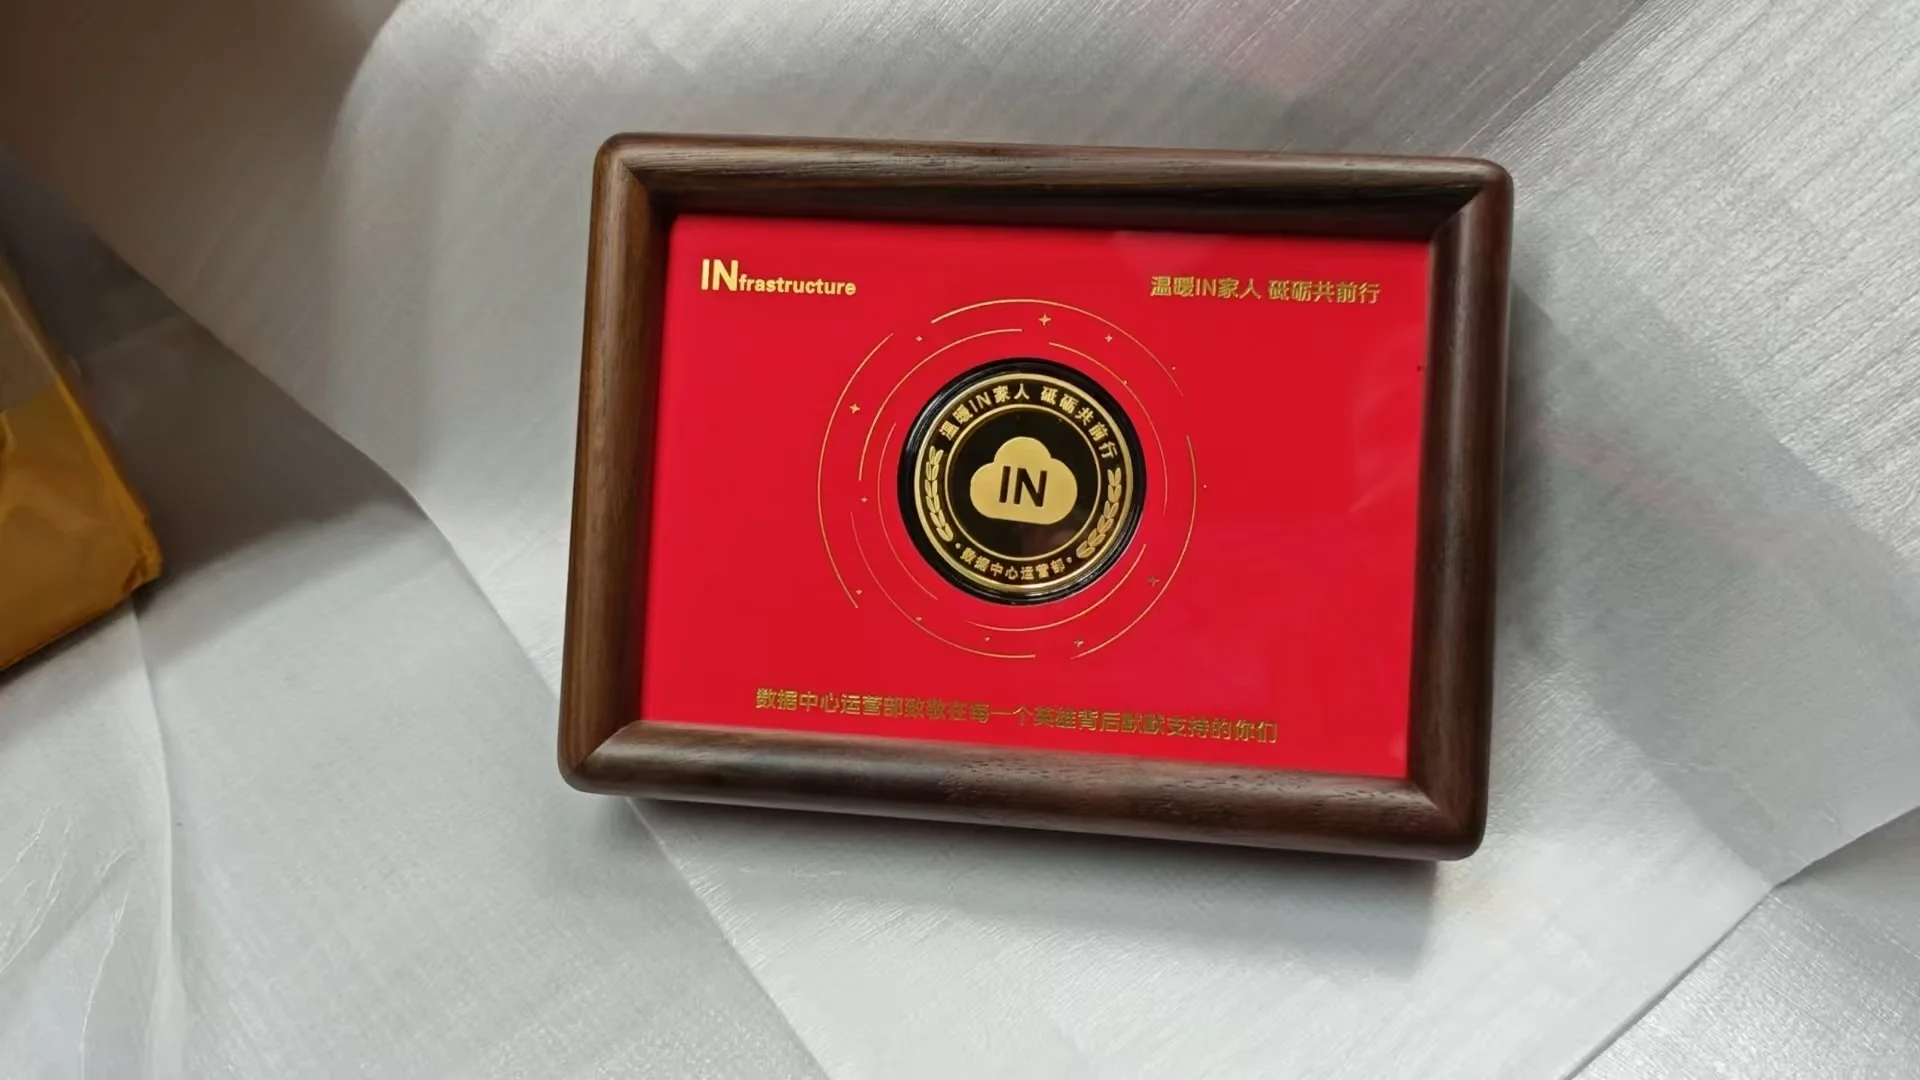 INfrastructure
温暖IN家人 砥砺共前行
温暖IN家人 砥砺共前行
IN
·数据中心运营部·
数据中心运营部致敬在每一个英雄背后默默支持的你们